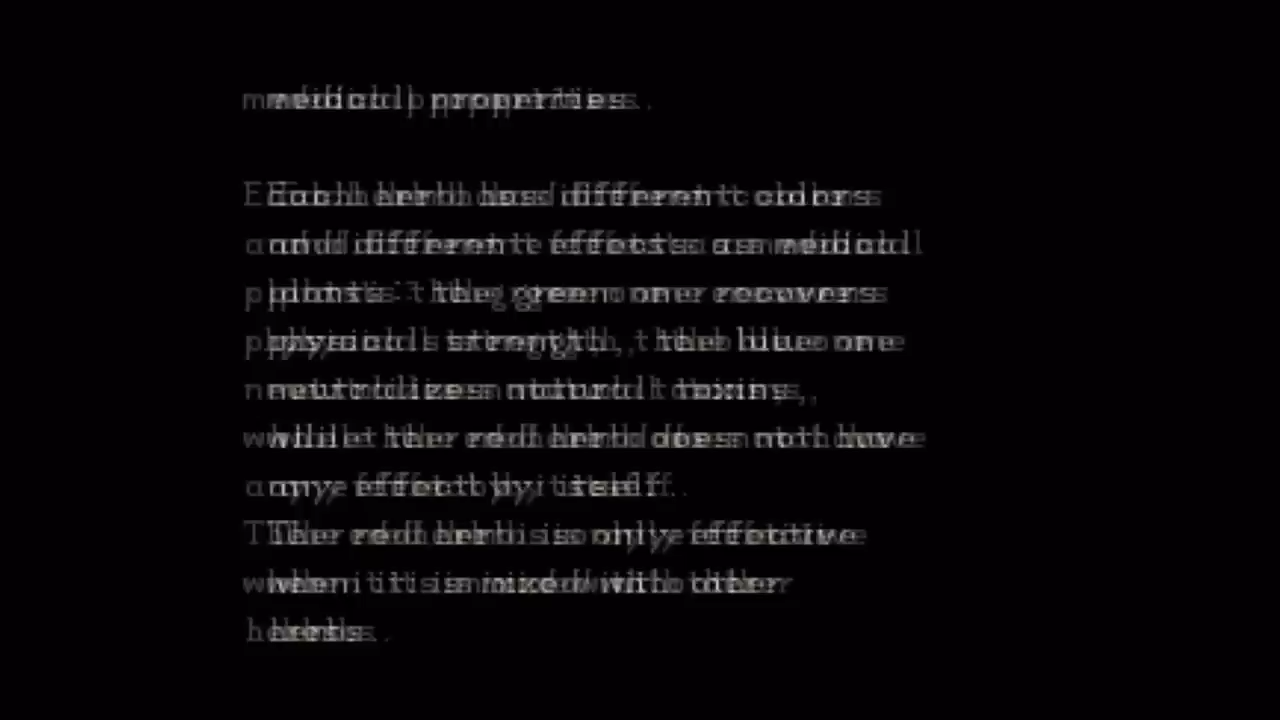 medical properties.
Each herb has different colors
and different effects as medical
plants: the green one recovers
physical strength, the blue one
neutralizes natural toxins,
while the red herb does not have
any effect by itself.
The red herb is only effective
when it is mixed with other
herbs.